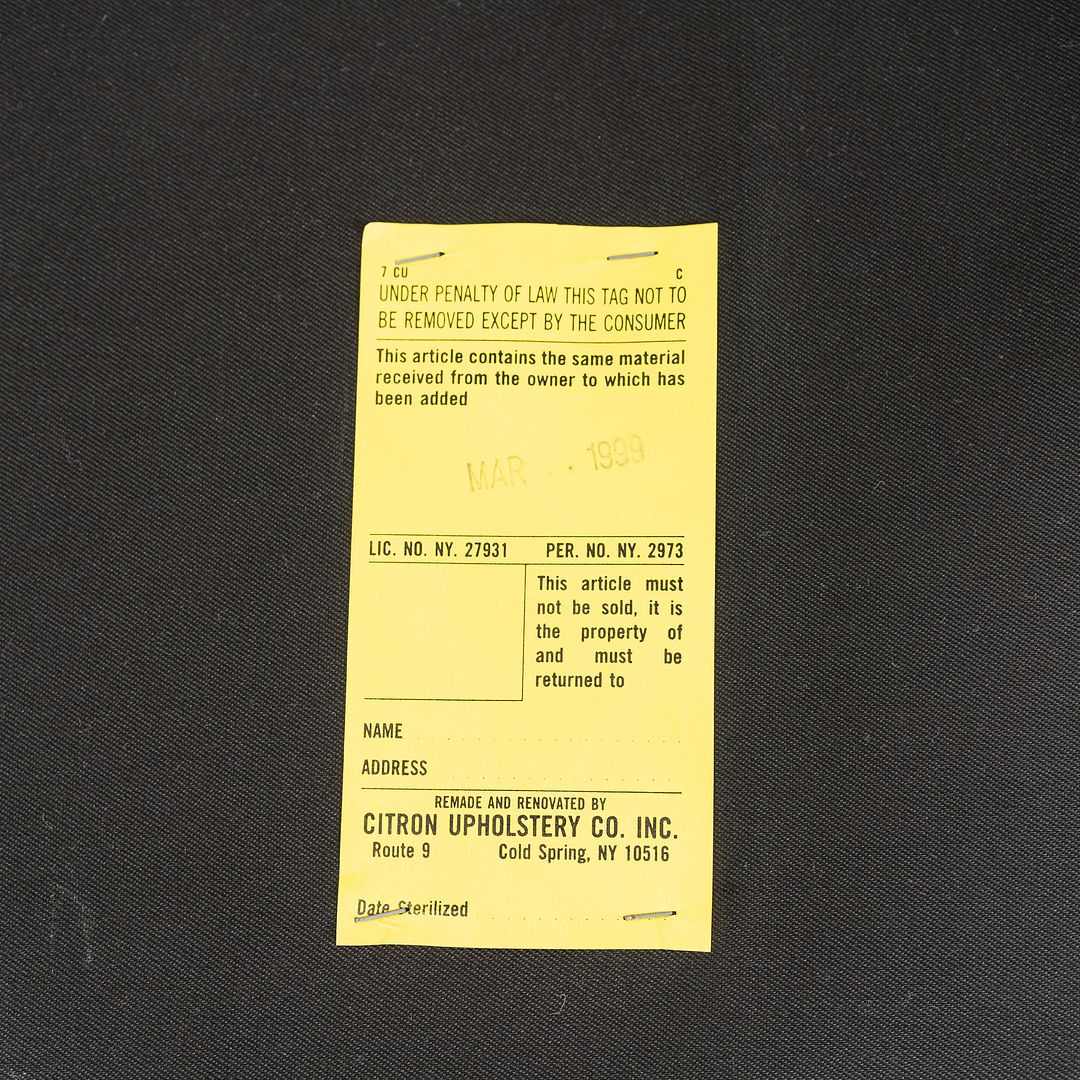 7 CU C
UNDER PENALTY OF LAW THIS TAG NOT TO
BE REMOVED EXCEPT BY THE CONSUMER
This article contains the same material
received from the owner to which has
been added
MAR 1999
LIC. NO. NY. 27931 PER. NO. NY. 2973
This article must
not be sold, it is
the property of
and must be
returned to
NAME
ADDRESS
REMADE AND RENOVATED BY
CITRON UPHOLSTERY CO. INC.
Route 9 Cold Spring, NY 10516
Date Sterilized